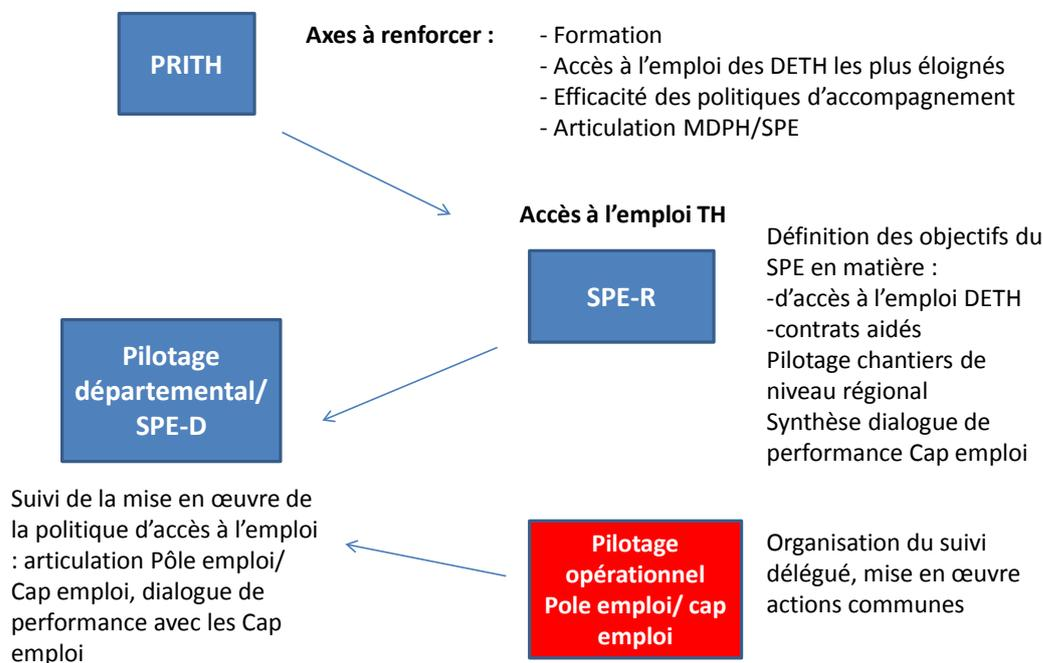 PRITH
Axes à renforcer :
- Formation
- Accès à l’emploi des DETH les plus éloignés
- Efficacité des politiques d’accompagnement
- Articulation MDPH/SPE
Accès à l’emploi TH
SPE-R
Définition des objectifs du
SPE en matière :
-d’accès à l’emploi DETH
-contrats aidés
Pilotage chantiers de
niveau régional
Synthèse dialogue de
performance Cap emploi
Pilotage
départemental/
SPE-D
Suivi de la mise en œuvre de
la politique d’accès à l’emploi
: articulation Pôle emploi/
Cap emploi, dialogue de
performance avec les Cap
emploi
Pilotage
opérationnel
Pole emploi/ cap
emploi
Organisation du suivi
délégué, mise en œuvre
actions communes